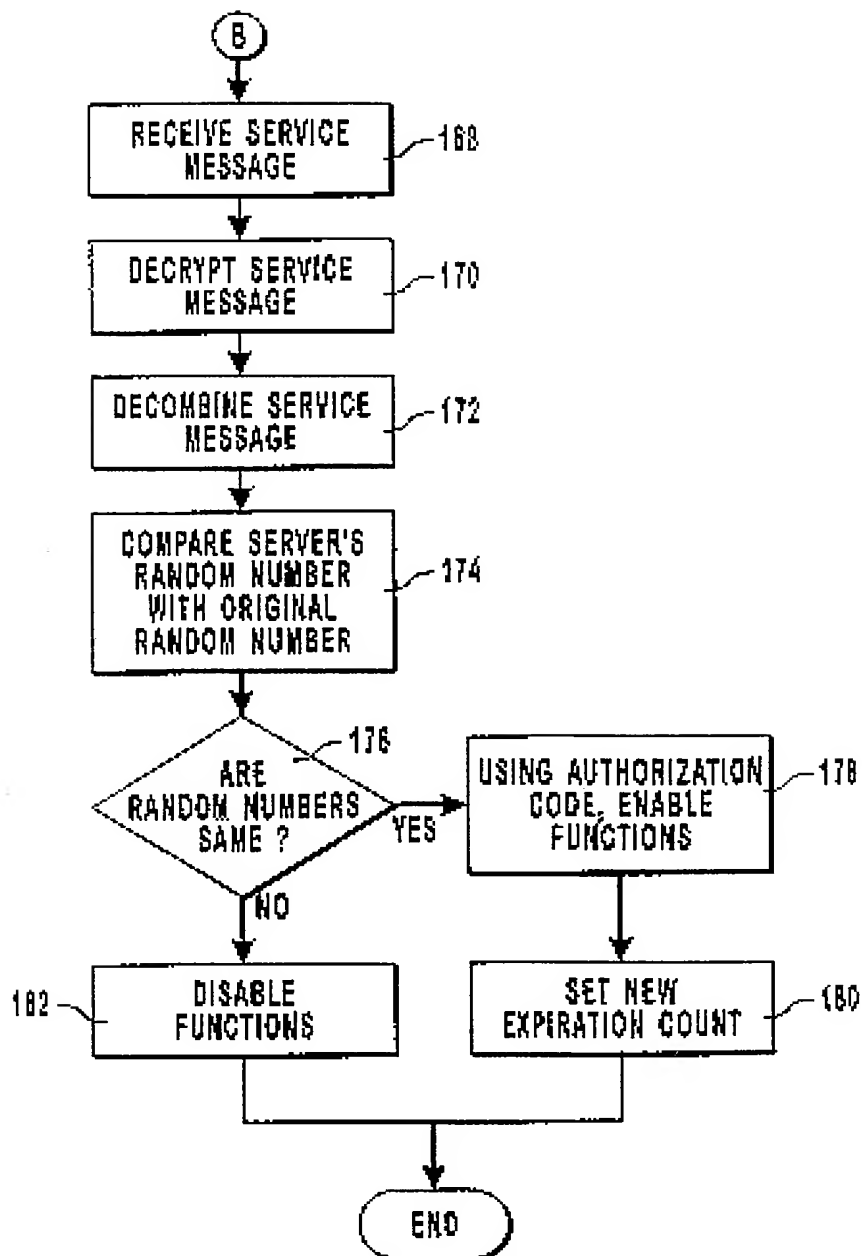 B
RECEIVE SERVICE
MESSAGE
168
DECRYPT SERVICE
MESSAGE
170
DECOMBINE SERVICE
MESSAGE
172
COMPARE SERVER'S
RANDOM NUMBER
WITH ORIGINAL
RANDOM NUMBER
174
176
ARE
RANDOM NUMBERS
SAME ?
YES
NO
USING AUTHORIZATION
CODE, ENABLE
FUNCTIONS
178
182
DISABLE
FUNCTIONS
SET NEW
EXPIRATION COUNT
180
END